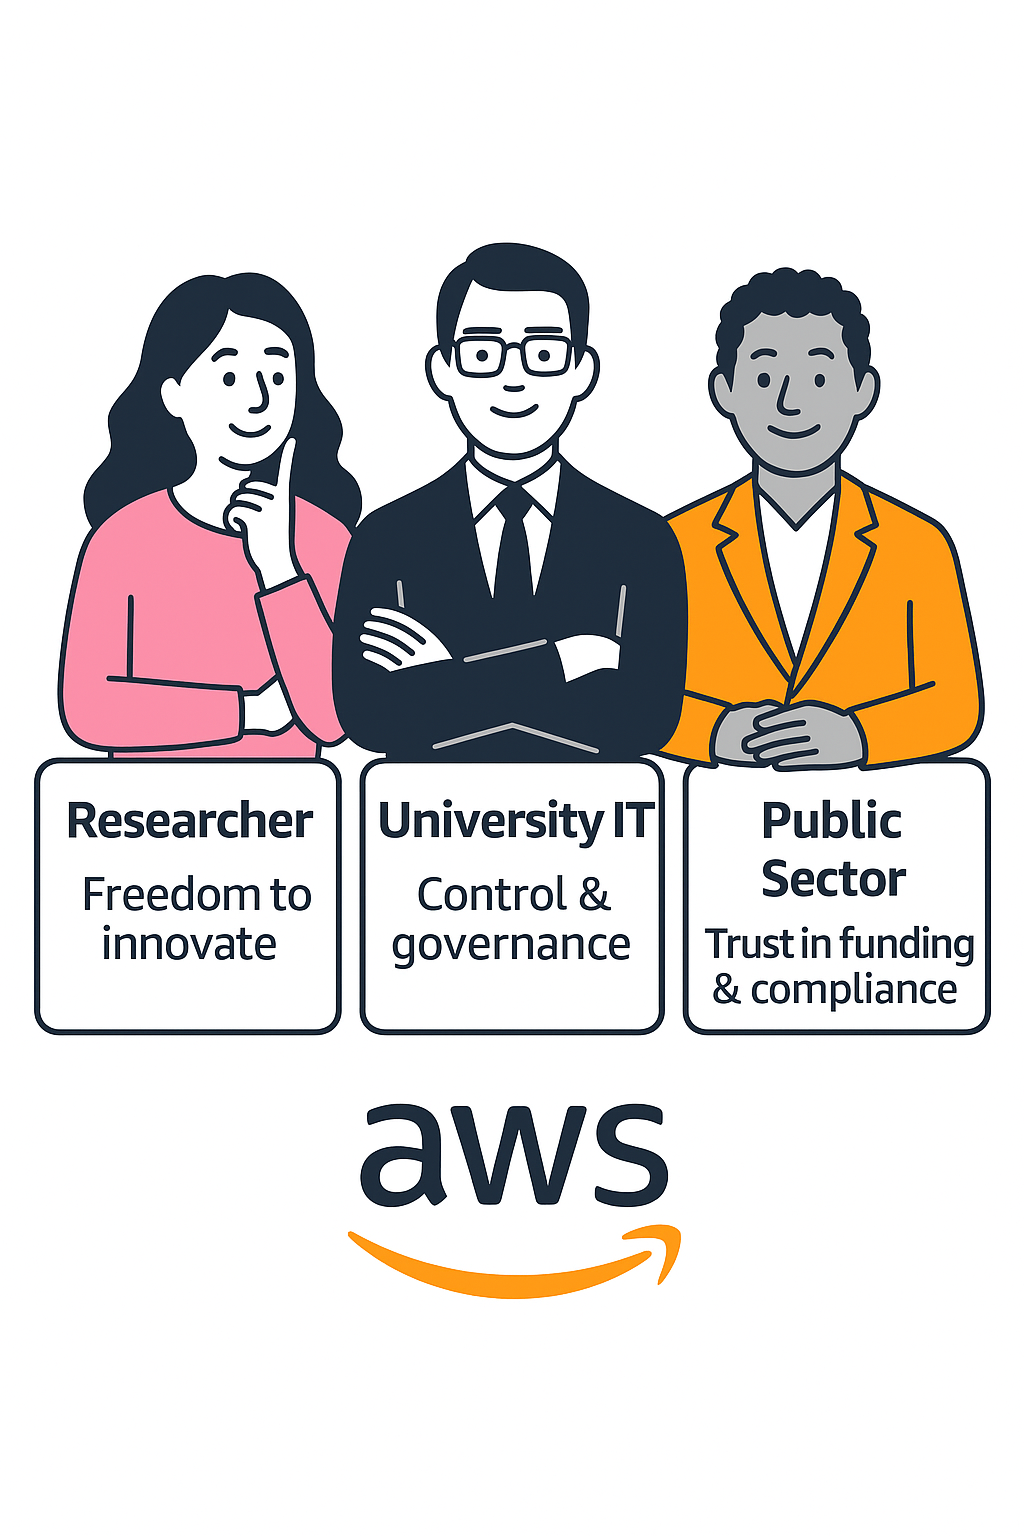 Researcher
Freedom to
innovate
University IT
Control &
governance
Public
Sector
Trust in funding
& compliance
aws